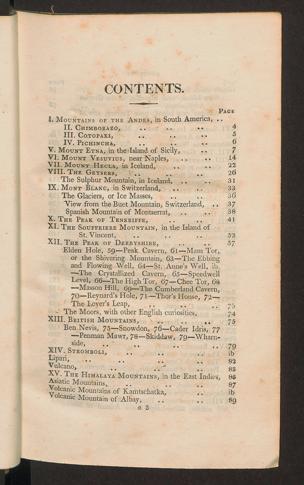 CONTENTS.
PAGE
I. MOUNTAINS OF THE ANDES, in South America, ..
II. CHIMBORAZO, .. .. .. 4
III. COTOPAXI, .. .. .. 5
IV. PICHINCHA, .. .. .. 6
V. MOUNT ETNA, in the Island of Sicily, .. 7
VI. MOUNT VESUVIUS, near Naples, .. .. 14
VII. MOUNT HECLA, in Iceland, .. .. 22
VIII. THE GEYSERS, .. .. .. 26
The Sulphur Mountain, in Iceland, .. .. 31
IX. MONT BLANC, in Switzerland, .. .. 33
The Glaciers, or Ice Masses, .. .. 36
View from the Buet Mountain, Switzerland, .. 37
Spanish Mountain of Montserrat, .. .. 38
X. THE PEAK OF TENERIFFE, .. .. 41
XI. THE SOUFFRIERE MOUNTAIN, in the Island of
St. Vincent, .. .. .. 53
XII. THE PEAK OF DERBYSHIRE, .. .. 57
Elden Hole, 59—Peak Cavern, 61—Mam Tor,
or the Shivering Mountain, 63—The Ebbing
and Flowing Well, 64—St. Anne's Well, ib.
—The Crystallized Cavern, 65—Speedwell
Level, 66—The High Tor, 67—Chee Tor, 68
—Masson Hill, 69—The Cumberland Cavern,
70—Reynard's Hole, 71—Thor's House, 72—
The Lover's Leap, .. .. .. 73
The Moors, with other English curiosities, 74
XIII. BRITISH MOUNTAINS, .. .. 75
Ben Nevis, 75—Snowdon, 76—Cader Idris, 77
—Penman Mawr, 78—Skiddaw, 79—Wharn-
side, .. .. .. 79
XIV. STROMBOLI, .. .. .. ib
Lipari, .. .. .. 82
Vulcano, .. .. .. 83
XV. THE HIMALAYA MOUNTAINS, in the East Indies, 86
Asiatic Mountains, .. .. .. 87
Volcanic Mountains of Kamtschatka, .. ib
Volcanic Mountain of Albay, .. .. 89